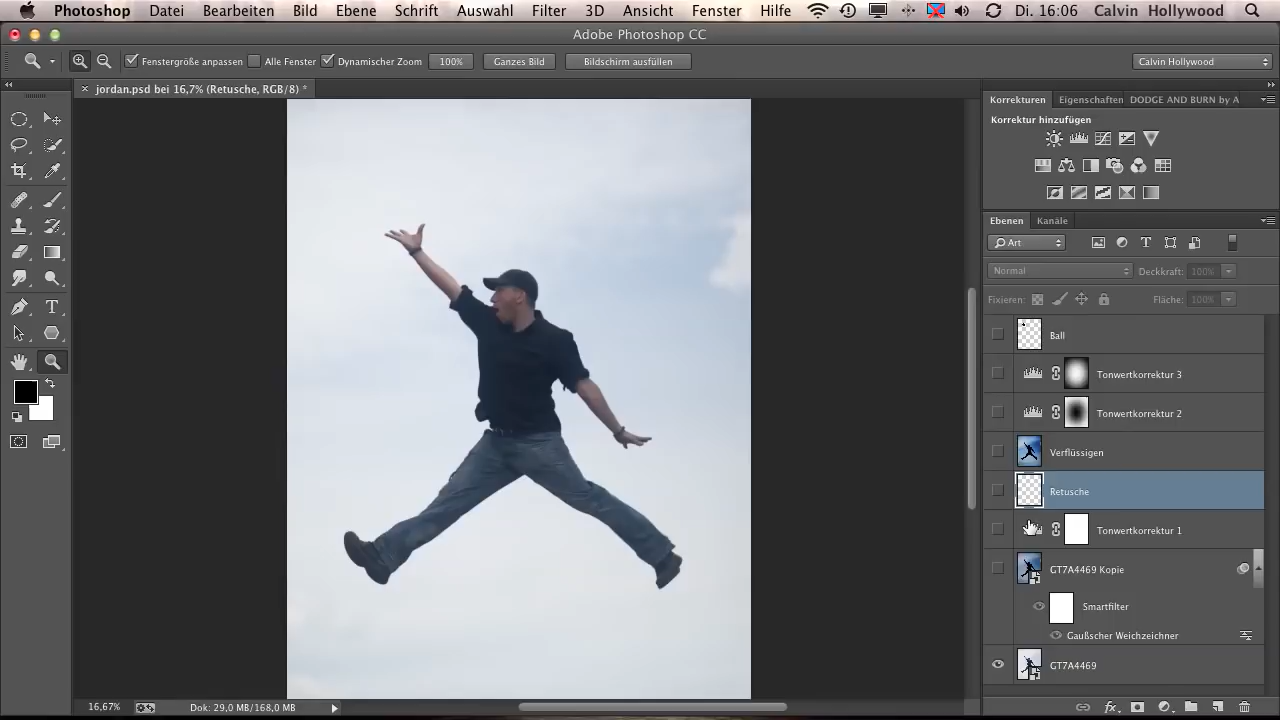 Photoshop Datei Bearbeiten Bild Ebene Schrift Auswahl Filter 3D Ansicht Fenster Hilfe Di. 16:06 Calvin Hollywood
Adobe Photoshop CC
Fenstergröße anpassen Alle Fenster Dynamischer Zoom 100% Ganzes Bild Bildschirm ausfüllen Calvin Hollywood
jordan.psd bei 16,7% (Retusche, RGB/8) *
Korrekturen Eigenschaften DODGE AND BURN by A
Korrektur hinzufügen
Ebenen Kanäle
Art
Normal Deckkraft: 100%
Fixieren: Fläche: 100%
Ball
Tonwertkorrektur 3
Tonwertkorrektur 2
Verflüssigen
Retusche
Tonwertkorrektur 1
GT7A4469 Kopie
Smartfilter
Gaußscher Weichzeichner
GT7A4469
16,67% Dok: 29,0 MB/168,0 MB
fx